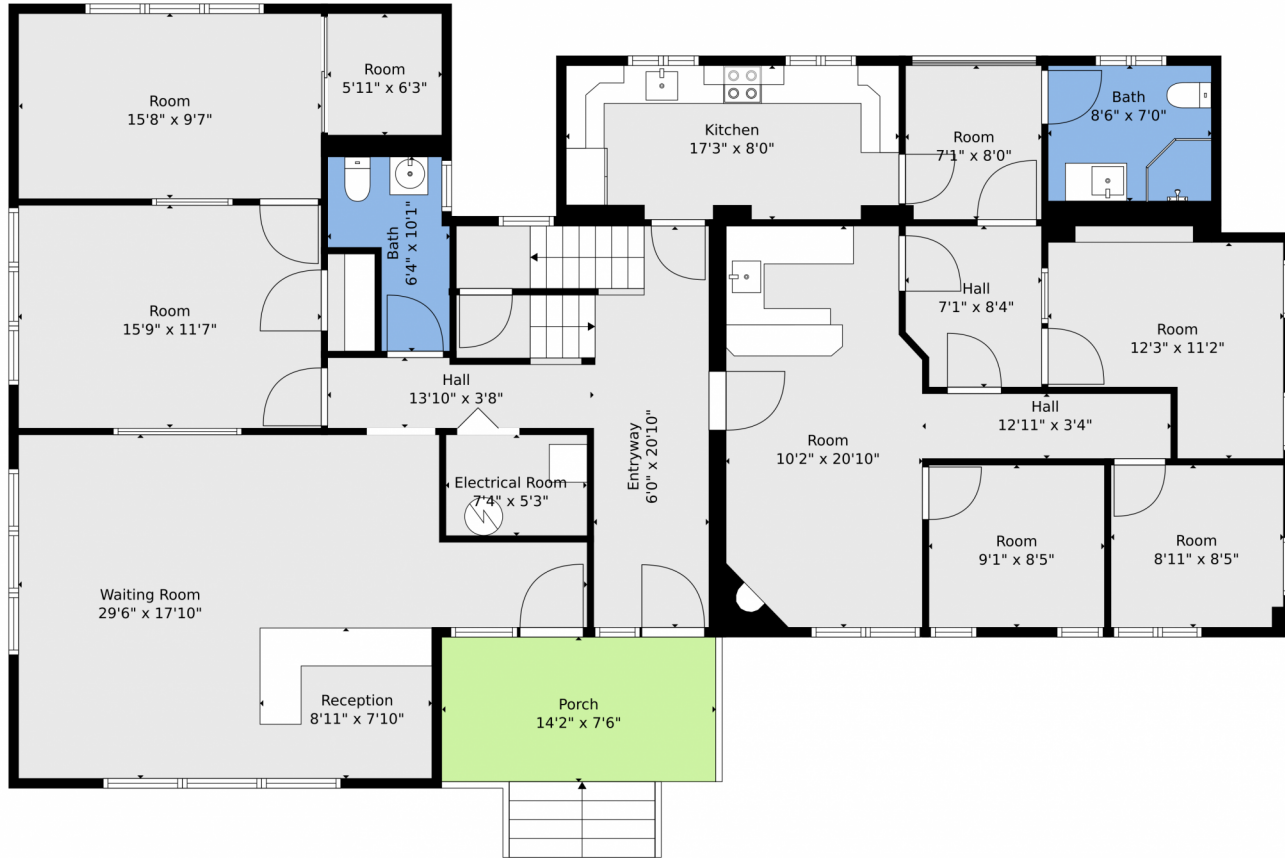 Room
15'8" x 9'7"
Room
5'11" x 6'3"
Kitchen
17'3" x 8'0"
Room
7'1" x 8'0"
Bath
8'6" x 7'0"
Bath
6'4" x 10'1"
Room
15'9" x 11'7"
Hall
7'1" x 8'4"
Room
12'3" x 11'2"
Hall
13'10" x 3'8"
Hall
12'11" x 3'4"
Entryway
6'0" x 20'10"
Room
10'2" x 20'10"
Electrical Room
7'4" x 5'3"
Room
9'1" x 8'5"
Room
8'11" x 8'5"
Waiting Room
29'6" x 17'10"
Reception
8'11" x 7'10"
Porch
14'2" x 7'6"